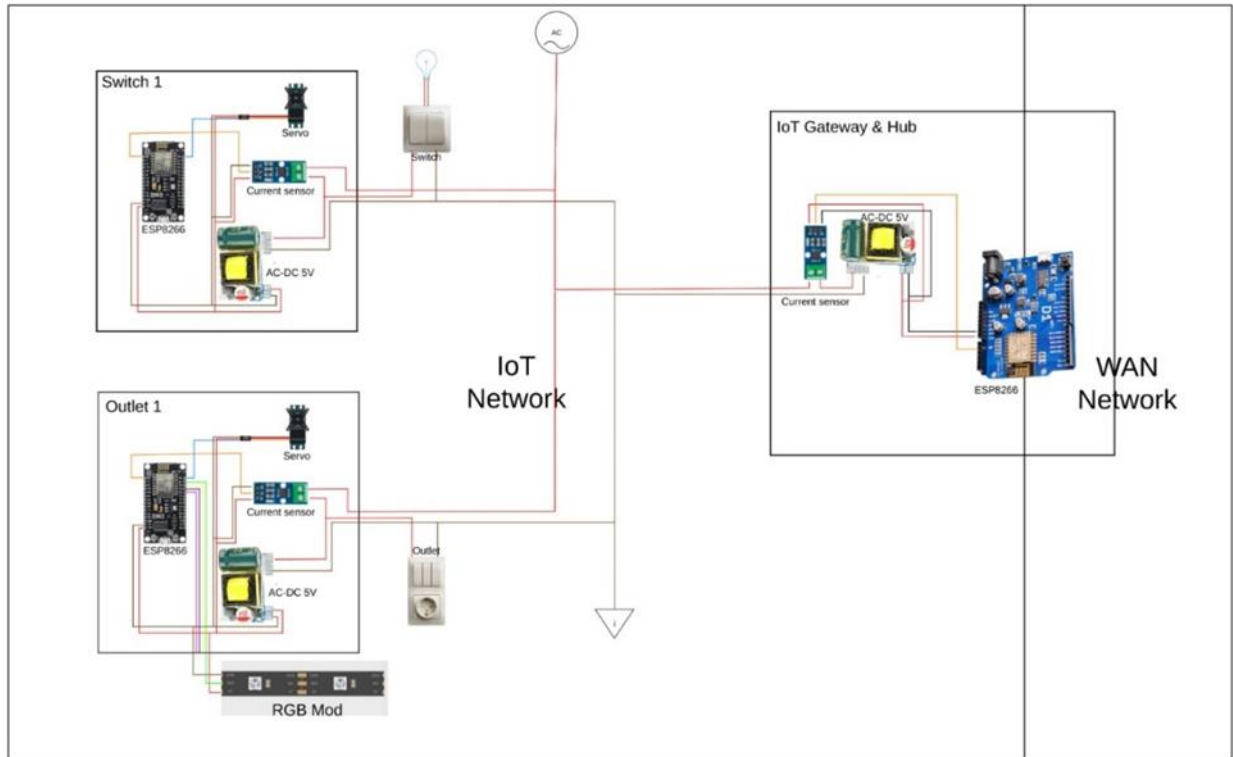 AC
Switch 1
Servo
Current sensor
ESP8266
AC-DC 5V
Switch
IoT Gateway & Hub
AC-DC 5V
Current sensor
D1
ESP8266
IoT
Network
WAN
Network
Outlet 1
Servo
Current sensor
ESP8266
AC-DC 5V
Outlet
RGB Mod